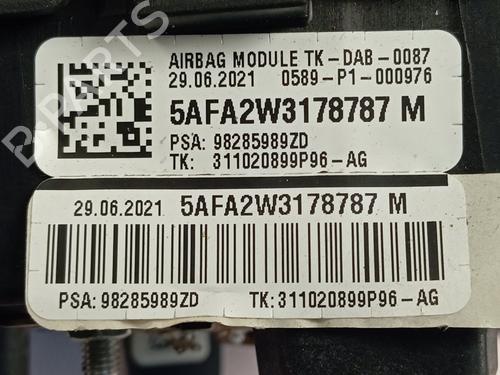 B-PARTS
AIRBAG MODULE TK-DAB-0087
29.06.2021 0589-P1-000976
5AFA2W3178787 M
PSA: 98285989ZD
TK: 311020899P96-AG
29.06.2021 5AFA2W3178787 M
PSA: 98285989ZD TK:311020899P96-AG